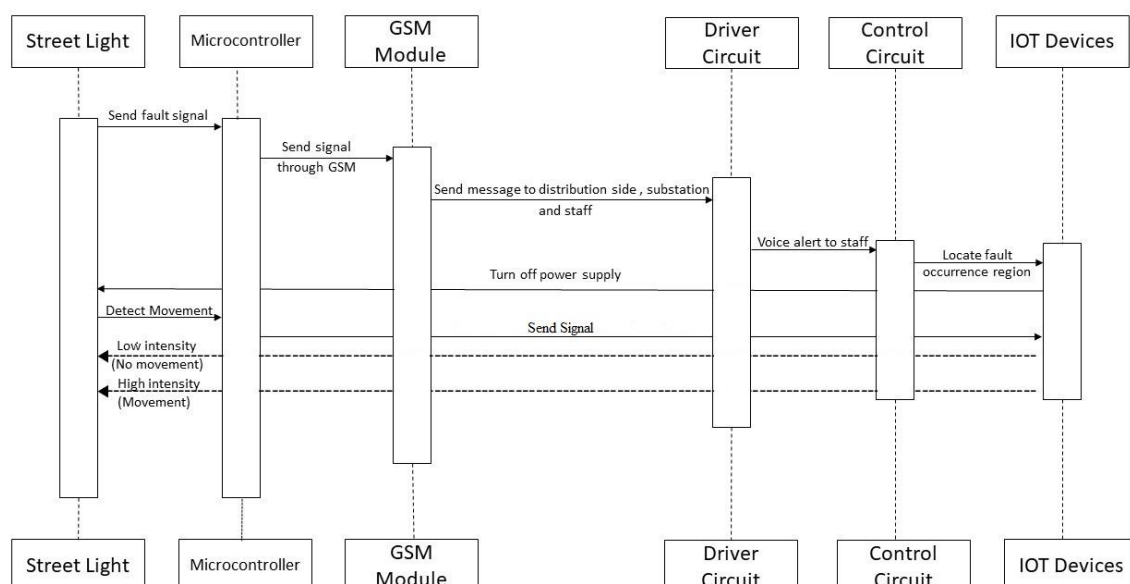 Street Light
Microcontroller
GSM
Module
Driver
Circuit
Control
Circuit
IOT Devices
Send fault signal
Send signal
through GSM
Send message to distribution side , substation
and staff
Voice alert to staff
Locate fault
occurrence region
Turn off power supply
Detect Movement
Send Signal
Low intensity
(No movement)
High intensity
(Movement)
Street Light
Microcontroller
GSM
Module
Driver
Circuit
Control
Circuit
IOT Devices